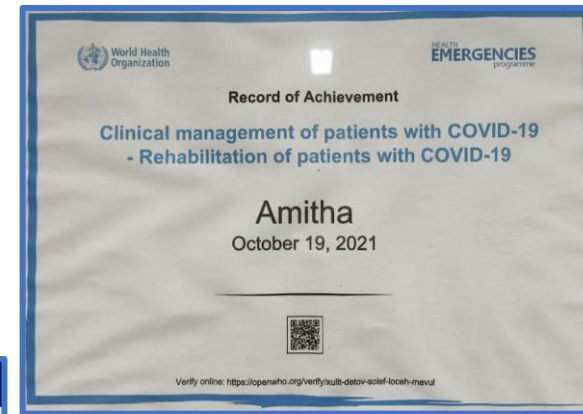 World Health
Organization
HEALTH
EMERGENCIES
programme
Record of Achievement
Clinical management of patients with COVID-19
- Rehabilitation of patients with COVID-19
Amitha
October 19, 2021
Verify online: https://openwho.org/verify/xulit-detov-solef-loceh-mevul